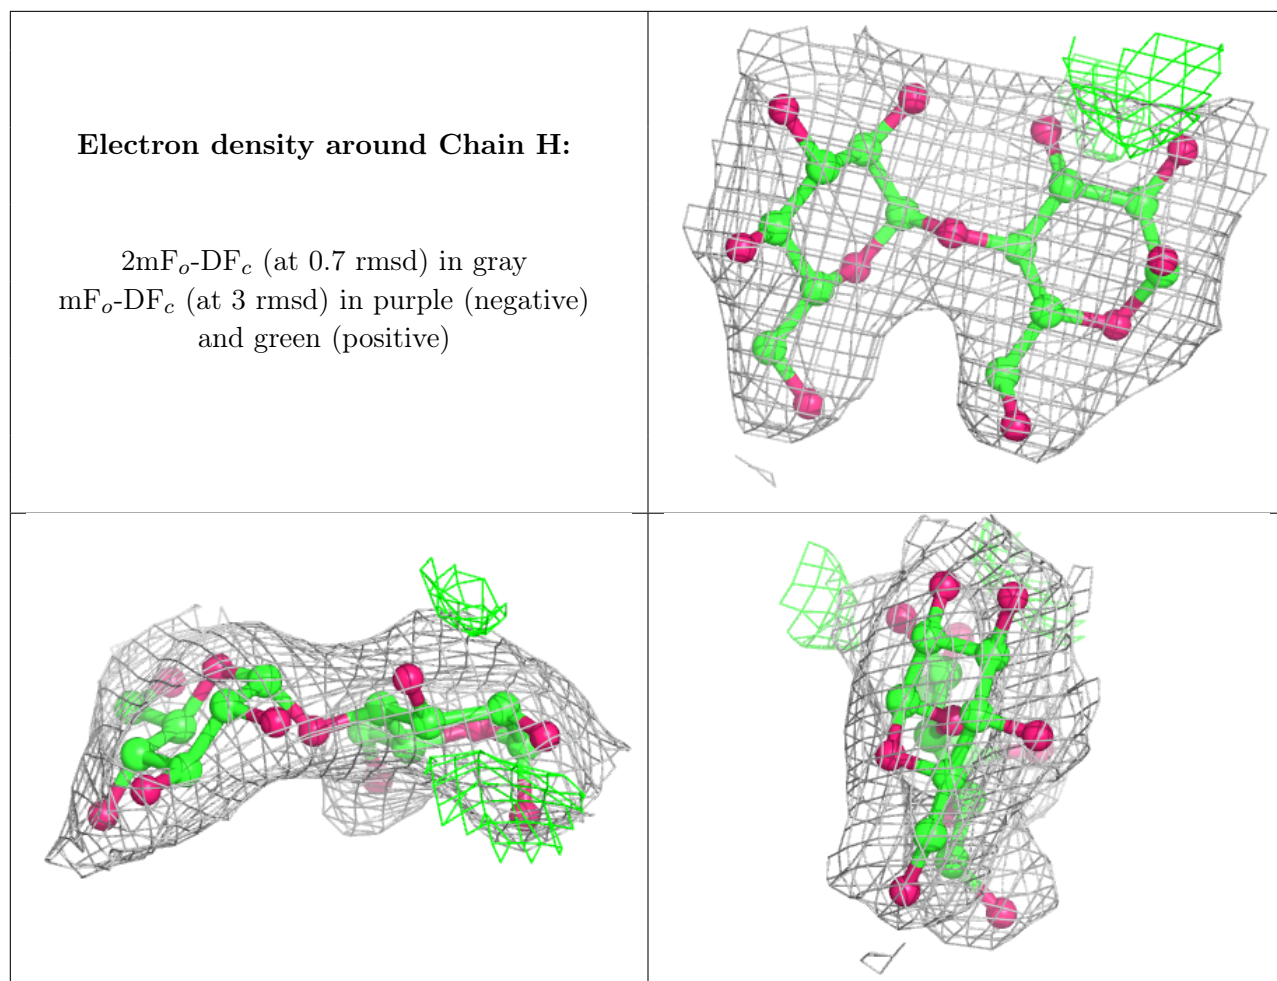 Electron density around Chain H:
2mFo-DFc (at 0.7 rmsd) in gray
mFo-DFc (at 3 rmsd) in purple (negative)
and green (positive)